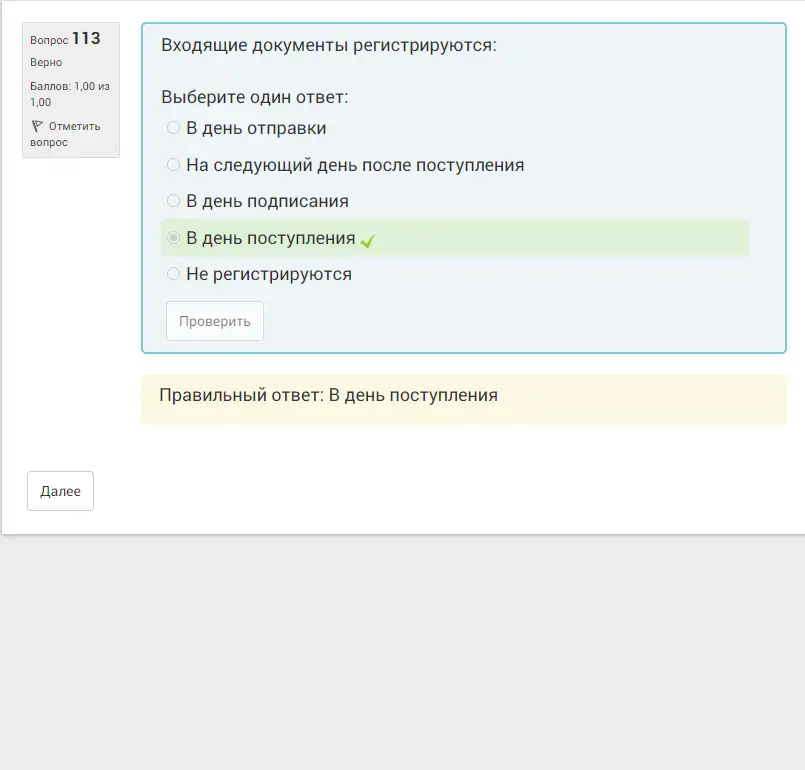 Вопрос 113
Верно
Баллов: 1,00 из
1,00
Отметить
вопрос
Входящие документы регистрируются:
Выберите один ответ:
В день отправки
На следующий день после поступления
В день подписания
В день поступления
Не регистрируются
Проверить
Правильный ответ: В день поступления
Далее